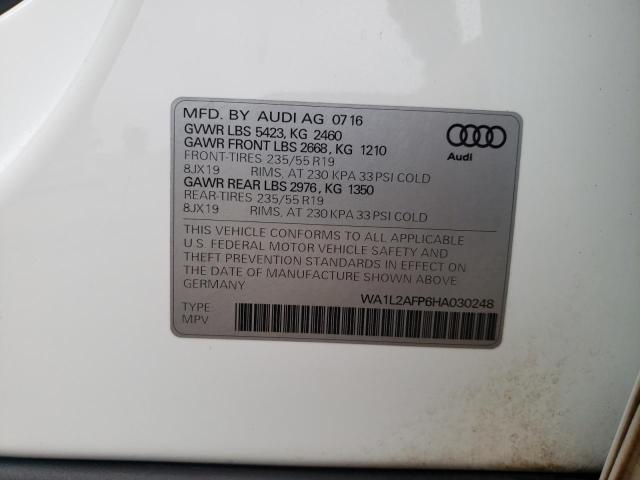 MFD. BY AUDI AG 07 16
GVWR LBS 5423, KG 2460
GAWR FRONT LBS 2668, KG 1210
FRONT-TIRES 235/55 R19
8JX19 RIMS, AT 230 KPA 33 PSI COLD
GAWR REAR LBS 2976, KG 1350
REAR-TIRES 235/55 R19
8JX19 RIMS, AT 230 KPA 33 PSI COLD
Audi
THIS VEHICLE CONFORMS TO ALL APPLICABLE
U.S. FEDERAL MOTOR VEHICLE SAFETY AND
THEFT PREVENTION STANDARDS IN EFFECT ON
THE DATE OF MANUFACTURE SHOWN ABOVE
GERMANY
WA1L2AFP6HA030248
TYPE:
MPV